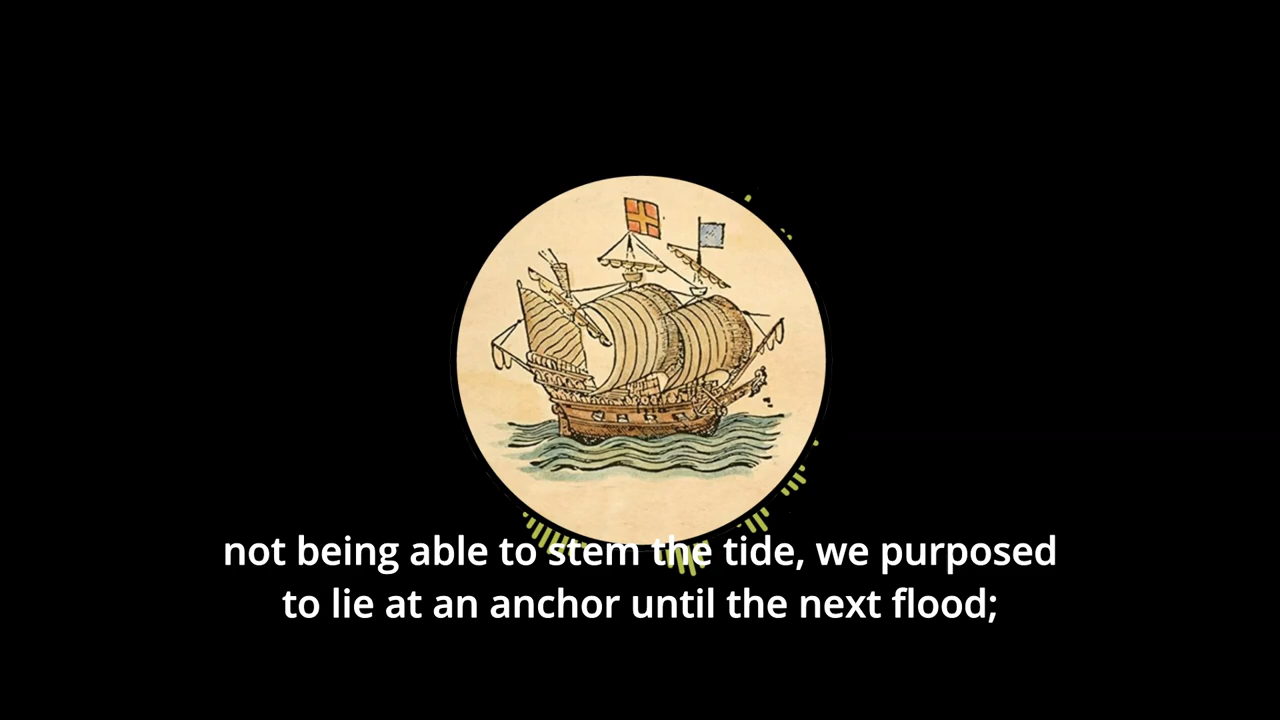 not being able to stem the tide, we purposed
to lie at an anchor until the next flood;